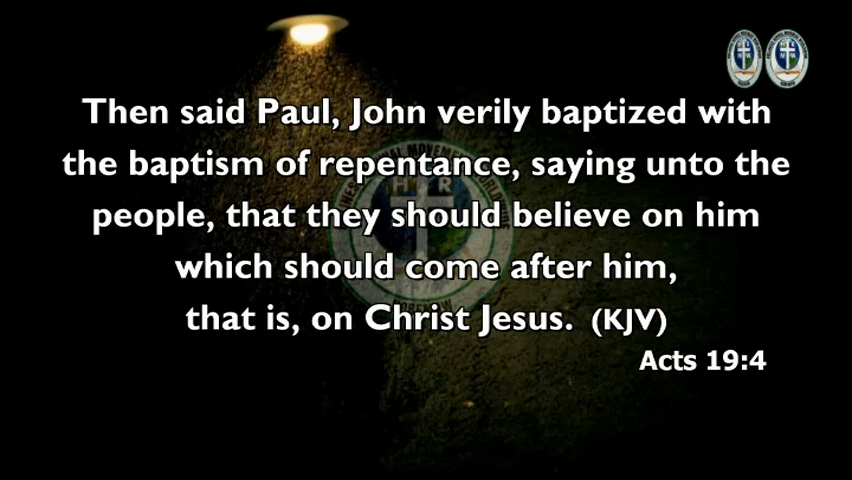 Then said Paul, John verily baptized with
the baptism of repentance, saying unto the
people, that they should believe on him
which should come after him,
that is, on Christ Jesus. (KJV)
Acts 19:4